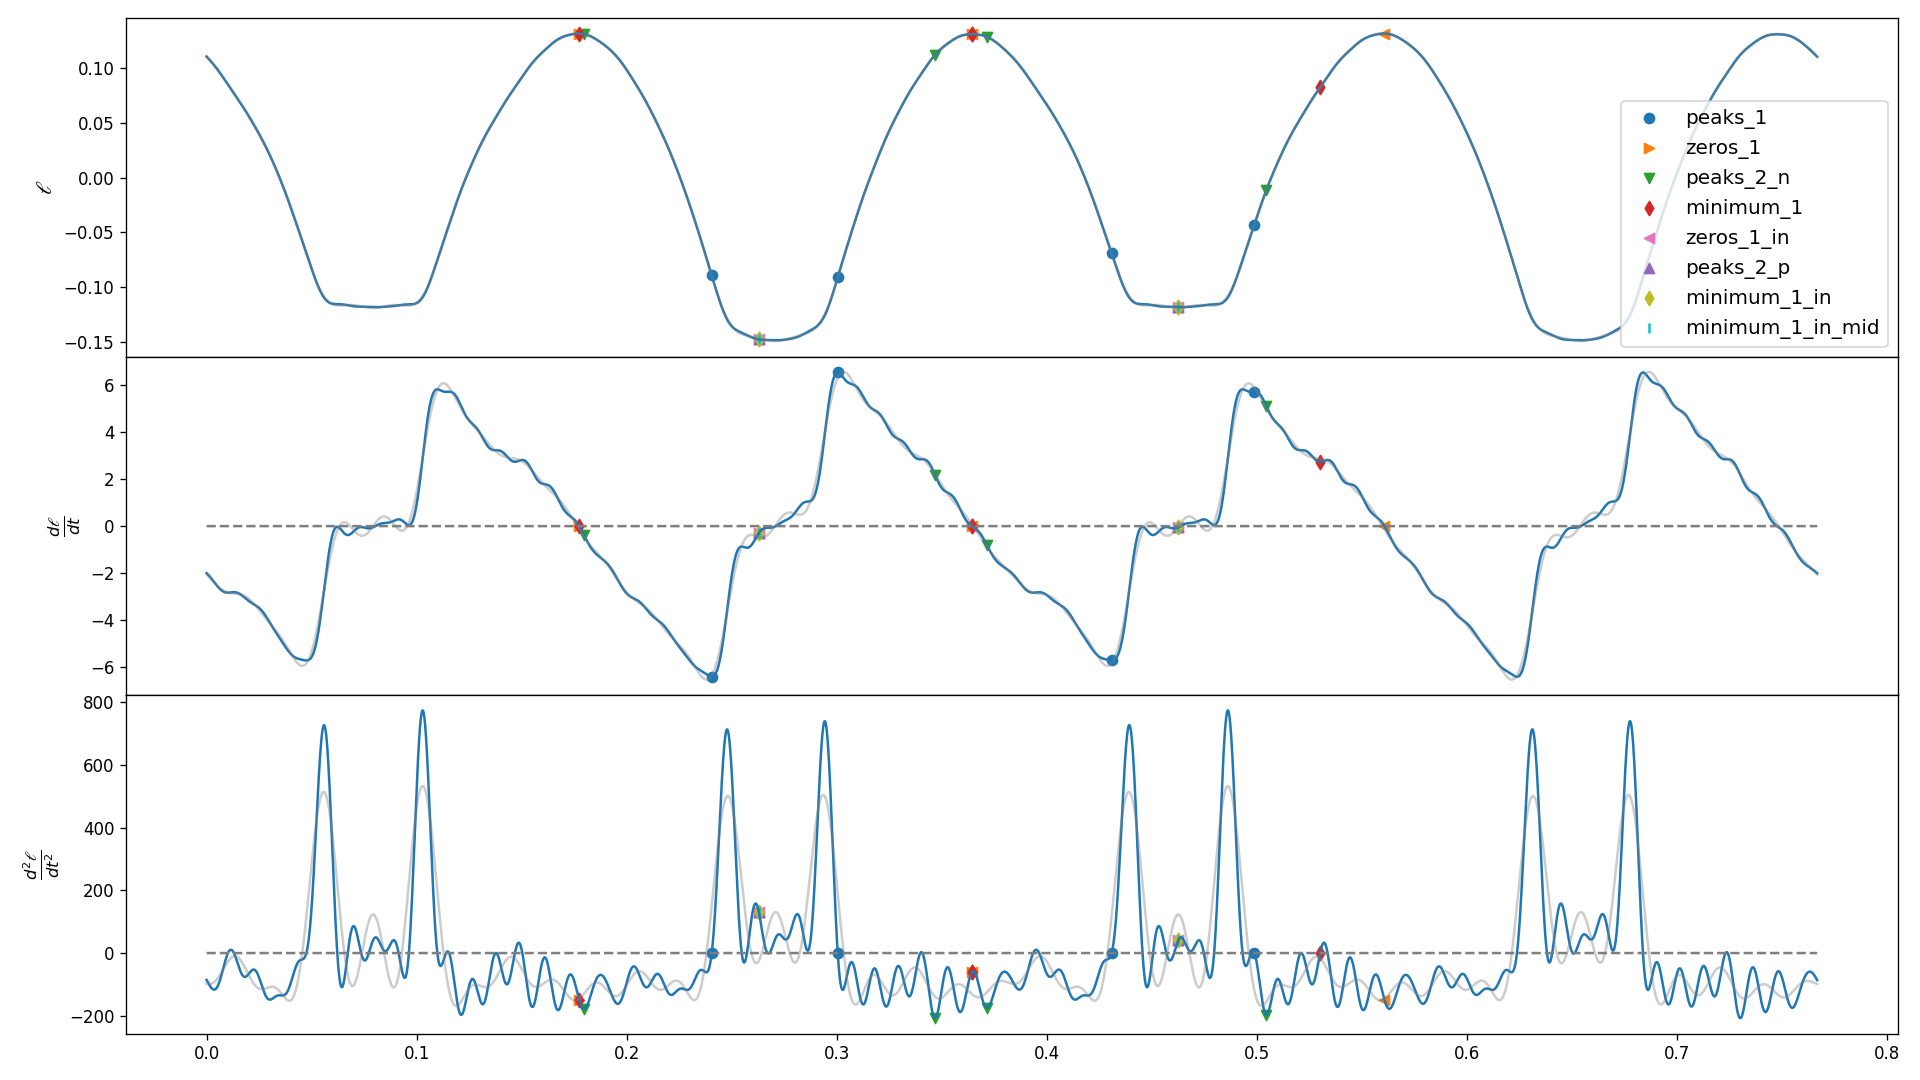 0.10
0.05
0.00
−0.05
−0.10
−0.15
ℓ
peaks_1
zeros_1
peaks_2_n
minimum_1
zeros_1_in
peaks_2_p
minimum_1_in
minimum_1_in_mid
6
4
2
0
−2
−4
−6
dℓ
dt
800
600
400
200
0
−200
d²ℓ
dt²
0.0 0.1 0.2 0.3 0.4 0.5 0.6 0.7 0.8